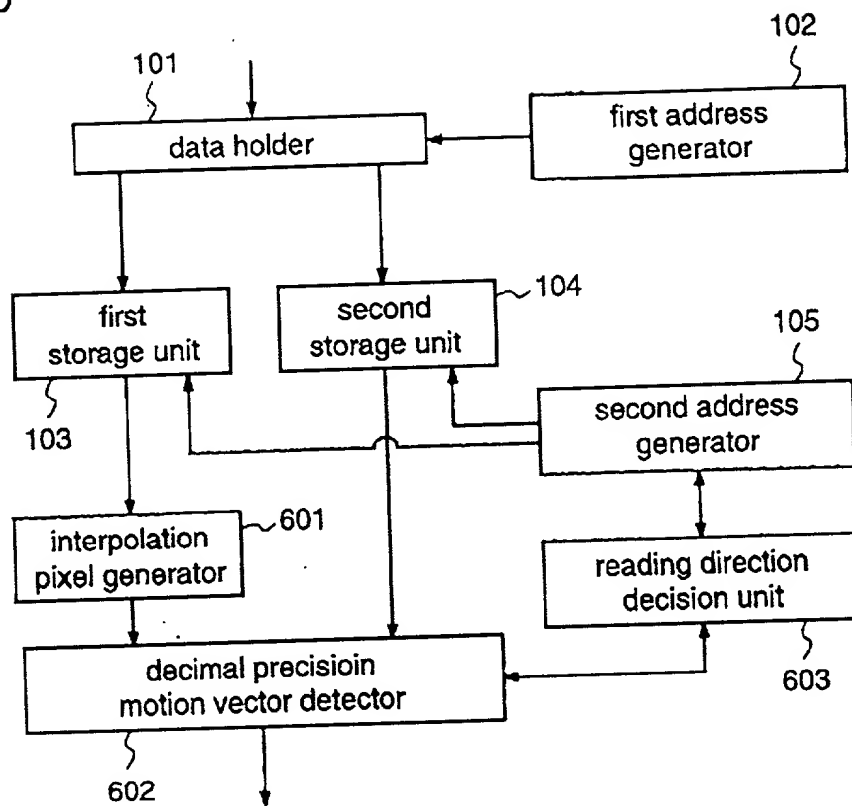 102
101
first address
generator
data holder
104
first
storage unit
second
storage unit
105
second address
generator
103
601
interpolation
pixel generator
reading direction
decision unit
decimal precisioin
motion vector detector
603
602